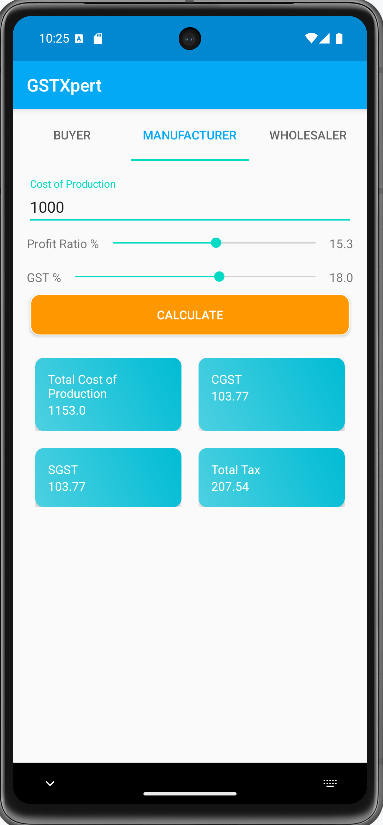 10:25
GSTXpert
BUYER MANUFACTURER WHOLESALER
Cost of Production
1000
Profit Ratio % 15.3
GST % 18.0
CALCULATE
Total Cost of
Production
1153.0
CGST
103.77
SGST
103.77
Total Tax
207.54